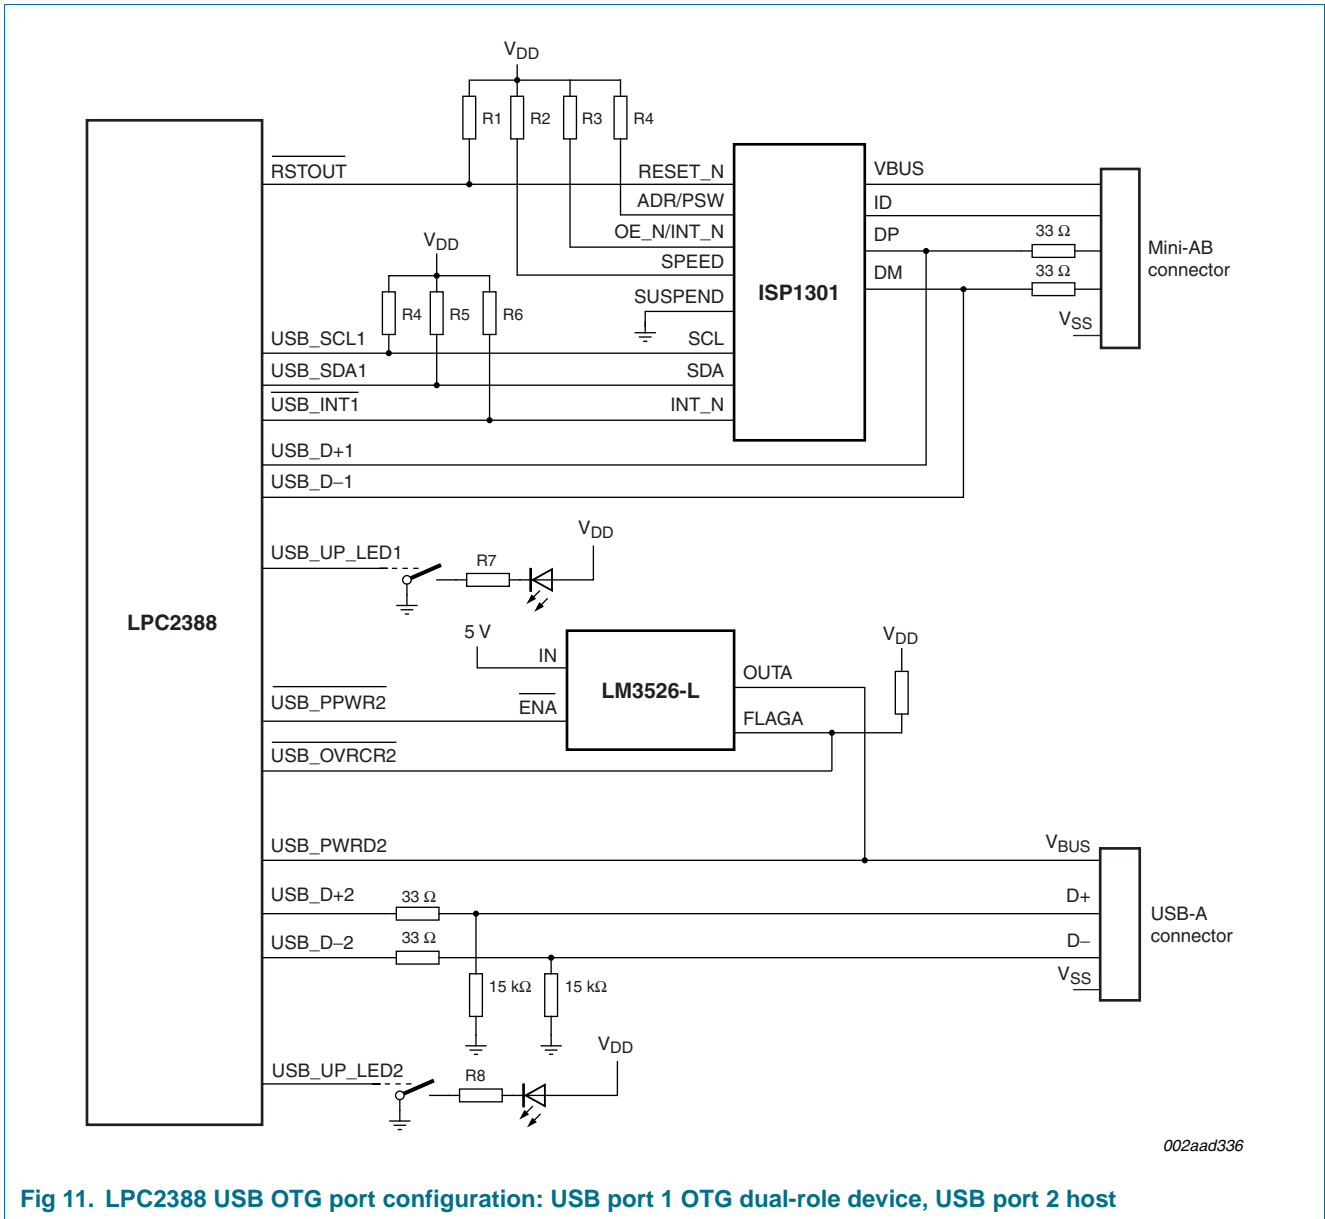 VDD
R1 R2 R3 R4
RSTOUT RESET_N VBUS
ADR/PSW ID
OE_N/INT_N DP 33 Ω
VDD SPEED DM 33 Ω
Mini-AB
connector
SUSPEND ISP1301
R4 R5 R6 VSS
USB_SCL1 SCL
USB_SDA1 SDA
USB_INT1 INT_N
USB_D+1
USB_D−1
VDD
USB_UP_LED1 R7
LPC2388
5 V VDD
IN OUTA
LM3526-L
USB_PPWR2 ENA FLAGA
USB_OVRCR2
USB_PWRD2 VBUS
USB_D+2 33 Ω D+
USB-A
connector
USB_D−2 33 Ω D−
15 kΩ 15 kΩ VSS
VDD
USB_UP_LED2 R8
002aad336
Fig 11. LPC2388 USB OTG port configuration: USB port 1 OTG dual-role device, USB port 2 host